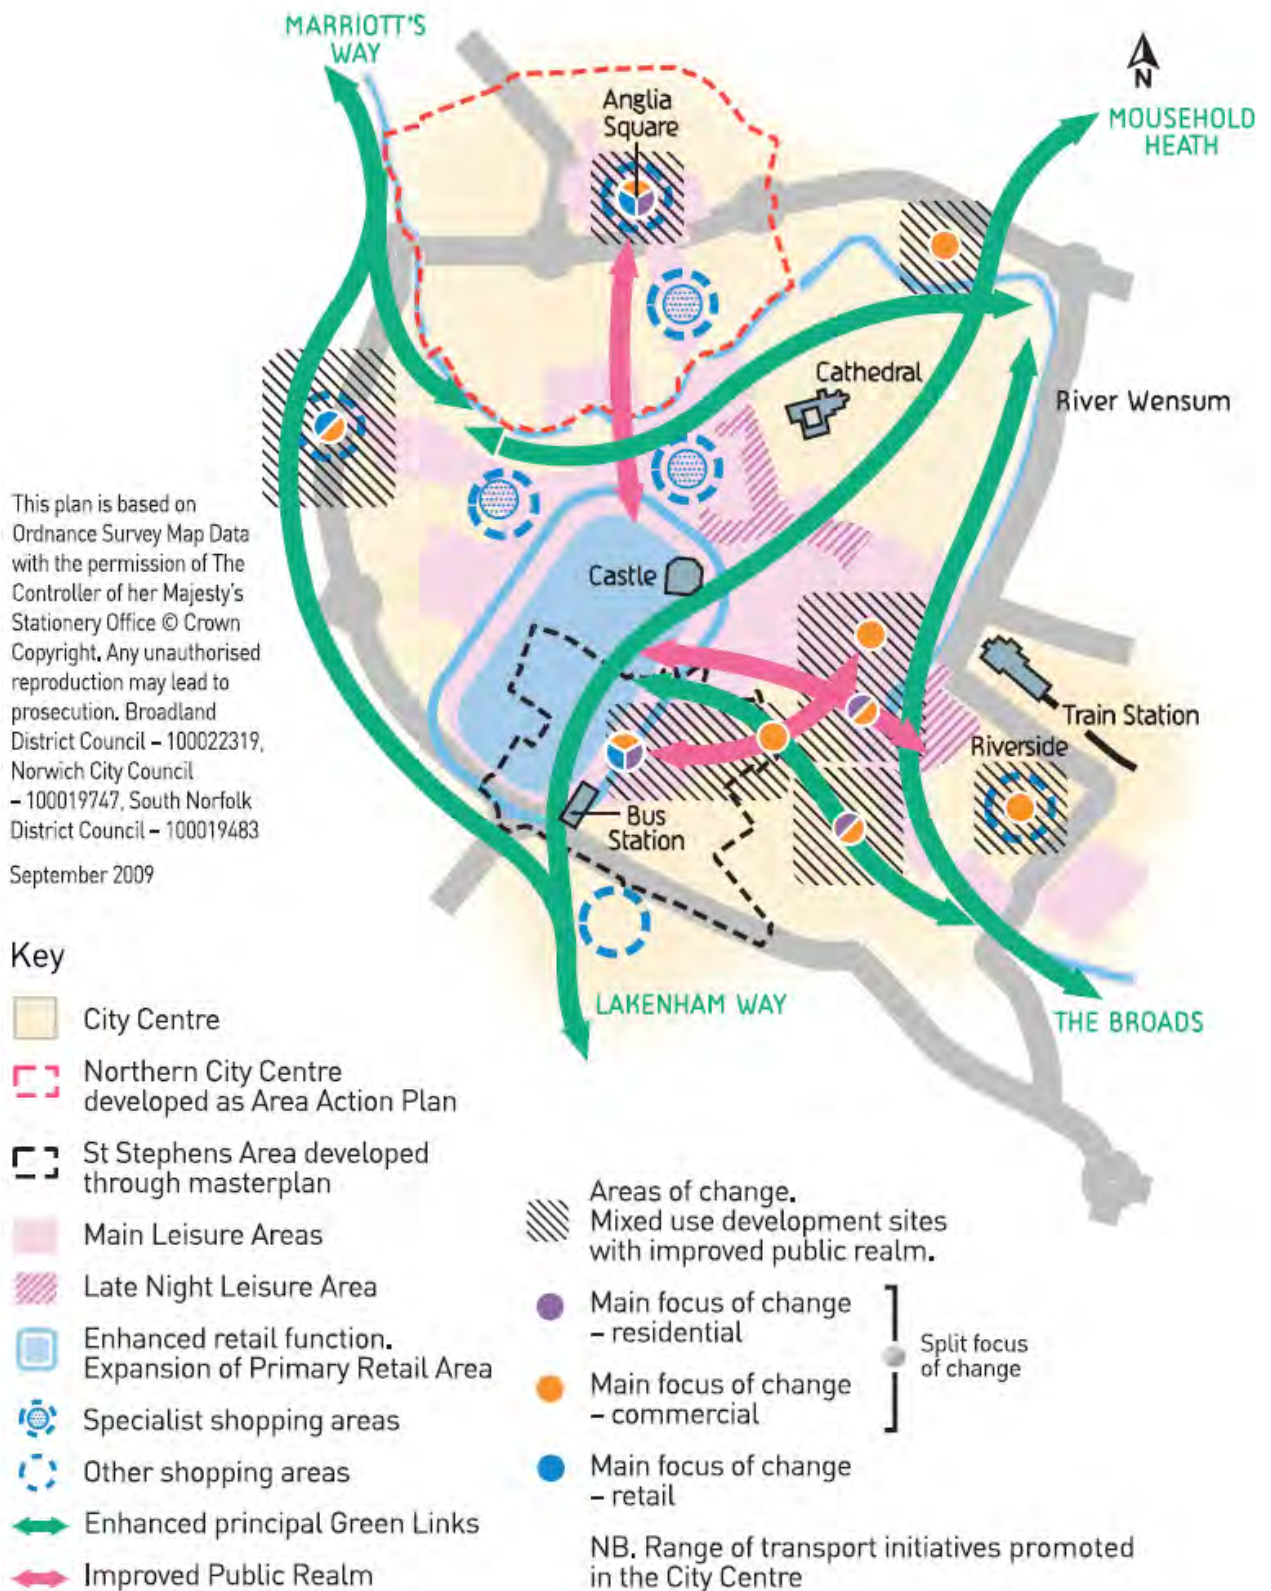 MARRIOTT'S
WAY
N
Anglia
Square
MOUSEHOLD
HEATH
Cathedral
River Wensum
This plan is based on
Ordnance Survey Map Data
with the permission of The
Controller of her Majesty's
Stationery Office © Crown
Copyright. Any unauthorised
reproduction may lead to
prosecution. Broadland
District Council – 100022319,
Norwich City Council
– 100019747, South Norfolk
District Council – 100019483
September 2009
Castle
Train Station
Riverside
Bus
Station
LAKENHAM WAY
THE BROADS
Key
City Centre
Northern City Centre
developed as Area Action Plan
St Stephens Area developed
through masterplan
Main Leisure Areas
Late Night Leisure Area
Enhanced retail function.
Expansion of Primary Retail Area
Specialist shopping areas
Other shopping areas
Enhanced principal Green Links
Improved Public Realm
Areas of change.
Mixed use development sites
with improved public realm.
Main focus of change
– residential
Main focus of change
– commercial
Split focus
of change
Main focus of change
– retail
NB. Range of transport initiatives promoted
in the City Centre